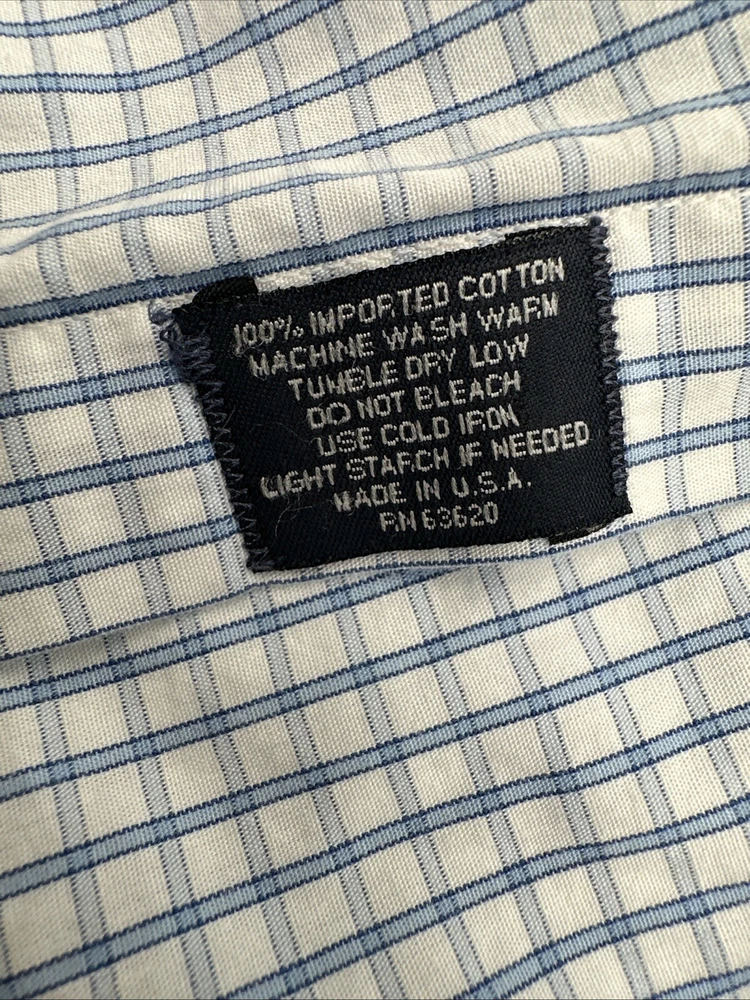 100% IMPORTED COTTON
MACHINE WASH WARM
TUMBLE DRY LOW
DO NOT BLEACH
USE COLD IRON
LIGHT STARCH IF NEEDED
MADE IN U.S.A.
RN 63620